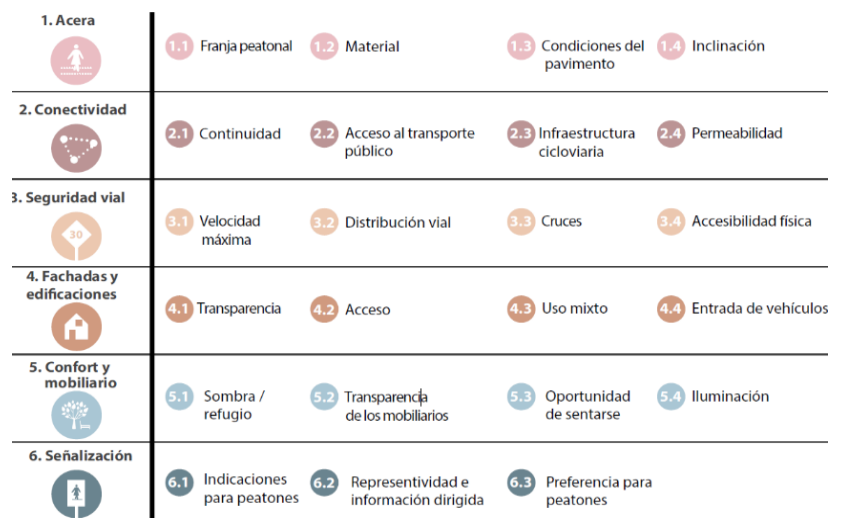 1. Acera
1.1 Franja peatonal
1.2 Material
1.3 Condiciones del
pavimento
1.4 Inclinación
2. Conectividad
2.1 Continuidad
2.2 Acceso al transporte
público
2.3 Infraestructura
cicloviaria
2.4 Permeabilidad
3. Seguridad vial
30
3.1 Velocidad
máxima
3.2 Distribución vial
3.3 Cruces
3.4 Accesibilidad física
4. Fachadas y
edificaciones
4.1 Transparencia
4.2 Acceso
4.3 Uso mixto
4.4 Entrada de vehículos
5. Confort y
mobiliario
5.1 Sombra /
refugio
5.2 Transparencia
de los mobiliarios
5.3 Oportunidad
de sentarse
5.4 Iluminación
6. Señalización
6.1 Indicaciones
para peatones
6.2 Representividad e
información dirigida
6.3 Preferencia para
peatones